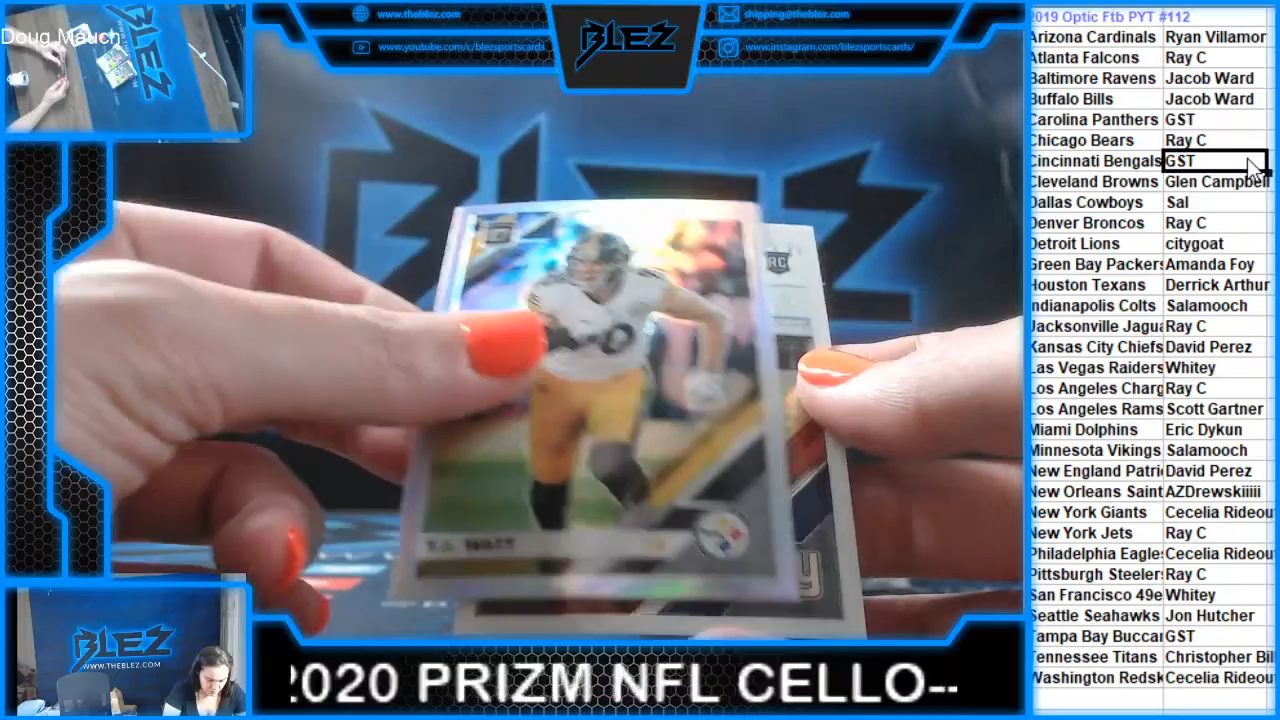 Doug Mauch
www.theblez.com
shipping@theblez.com
www.youtube.com/c/blezsportscards
www.instagram.com/blezsportscards/
BLEZ
BLEZ
BLEZ
RC
T.J. WATT
BLEZ
WWW.THEBLEZ.COM
2020 PRIZM NFL CELLO--
2019 Optic Ftb PYT #112
Arizona Cardinals Ryan Villamor
Atlanta Falcons Ray C
Baltimore Ravens Jacob Ward
Buffalo Bills Jacob Ward
Carolina Panthers GST
Chicago Bears Ray C
Cincinnati Bengals GST
Cleveland Browns Glen Campbell
Dallas Cowboys Sal
Denver Broncos Ray C
Detroit Lions citygoat
Green Bay Packers Amanda Foy
Houston Texans Derrick Arthur
Indianapolis Colts Salamooch
Jacksonville Jagua Ray C
Kansas City Chiefs David Perez
Las Vegas Raiders Whitey
Los Angeles Charg Ray C
Los Angeles Rams Scott Gartner
Miami Dolphins Eric Dykun
Minnesota Vikings Salamooch
New England Patri David Perez
New Orleans Saint AZDrewskiiiii
New York Giants Cecelia Rideou
New York Jets Ray C
Philadelphia Eagle Cecelia Rideou
Pittsburgh Steeler Ray C
San Francisco 49e Whitey
Seattle Seahawks Jon Hutcher
Tampa Bay Buccar GST
Tennessee Titans Christopher Bil
Washington Redsk Cecelia Rideou